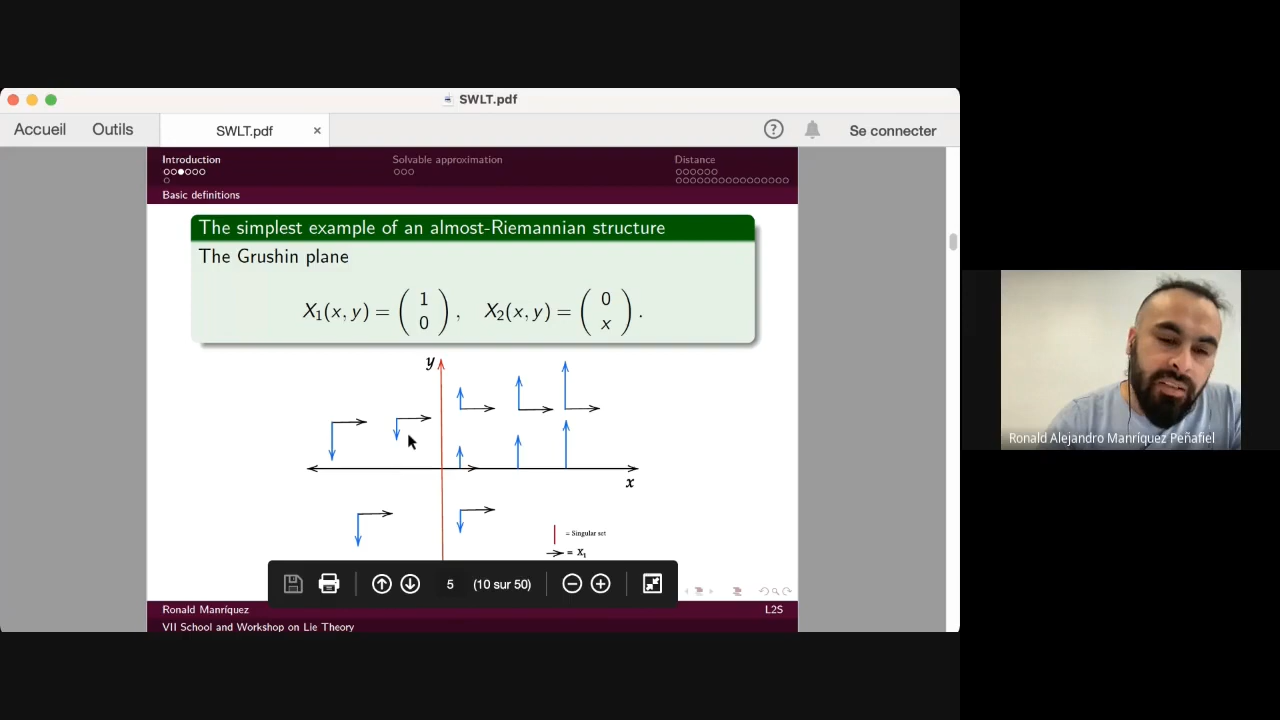 SWLT.pdf
Accueil Outils SWLT.pdf × ? Se connecter
Introduction Solvable approximation Distance
Basic definitions
The simplest example of an almost-Riemannian structure
The Grushin plane
X₁(x, y) = ( 1 0 ), X₂(x, y) = ( 0 x ).
y
x
= Singular set
= X₁
5 (10 sur 50)
Ronald Manríquez L2S
VII School and Workshop on Lie Theory
Ronald Alejandro Manríquez Peñafiel